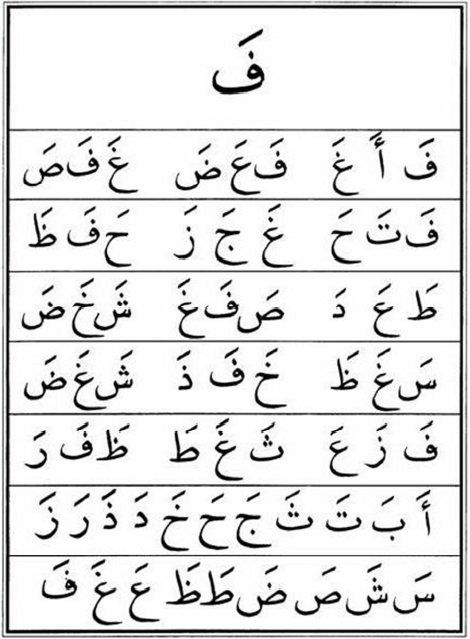 فَ
فَ أَ غَ فَ عَ ضَ غَ فَ صَ
فَ تَ حَ غَ جَ زَ حَ فَ ظَ
طَ عَ دَ صَ فَ غَ شَ خَ ضَ
سَ غَ ظَ خَ فَ ذَ شَ غَ ضَ
فَ زَ عَ ثَ غَ طَ ظَ فَ رَ
أَ بَ تَ ثَ جَ حَ خَ دَ ذَ رَ زَ
سَ شَ صَ ضَ طَ ظَ عَ غَ فَ